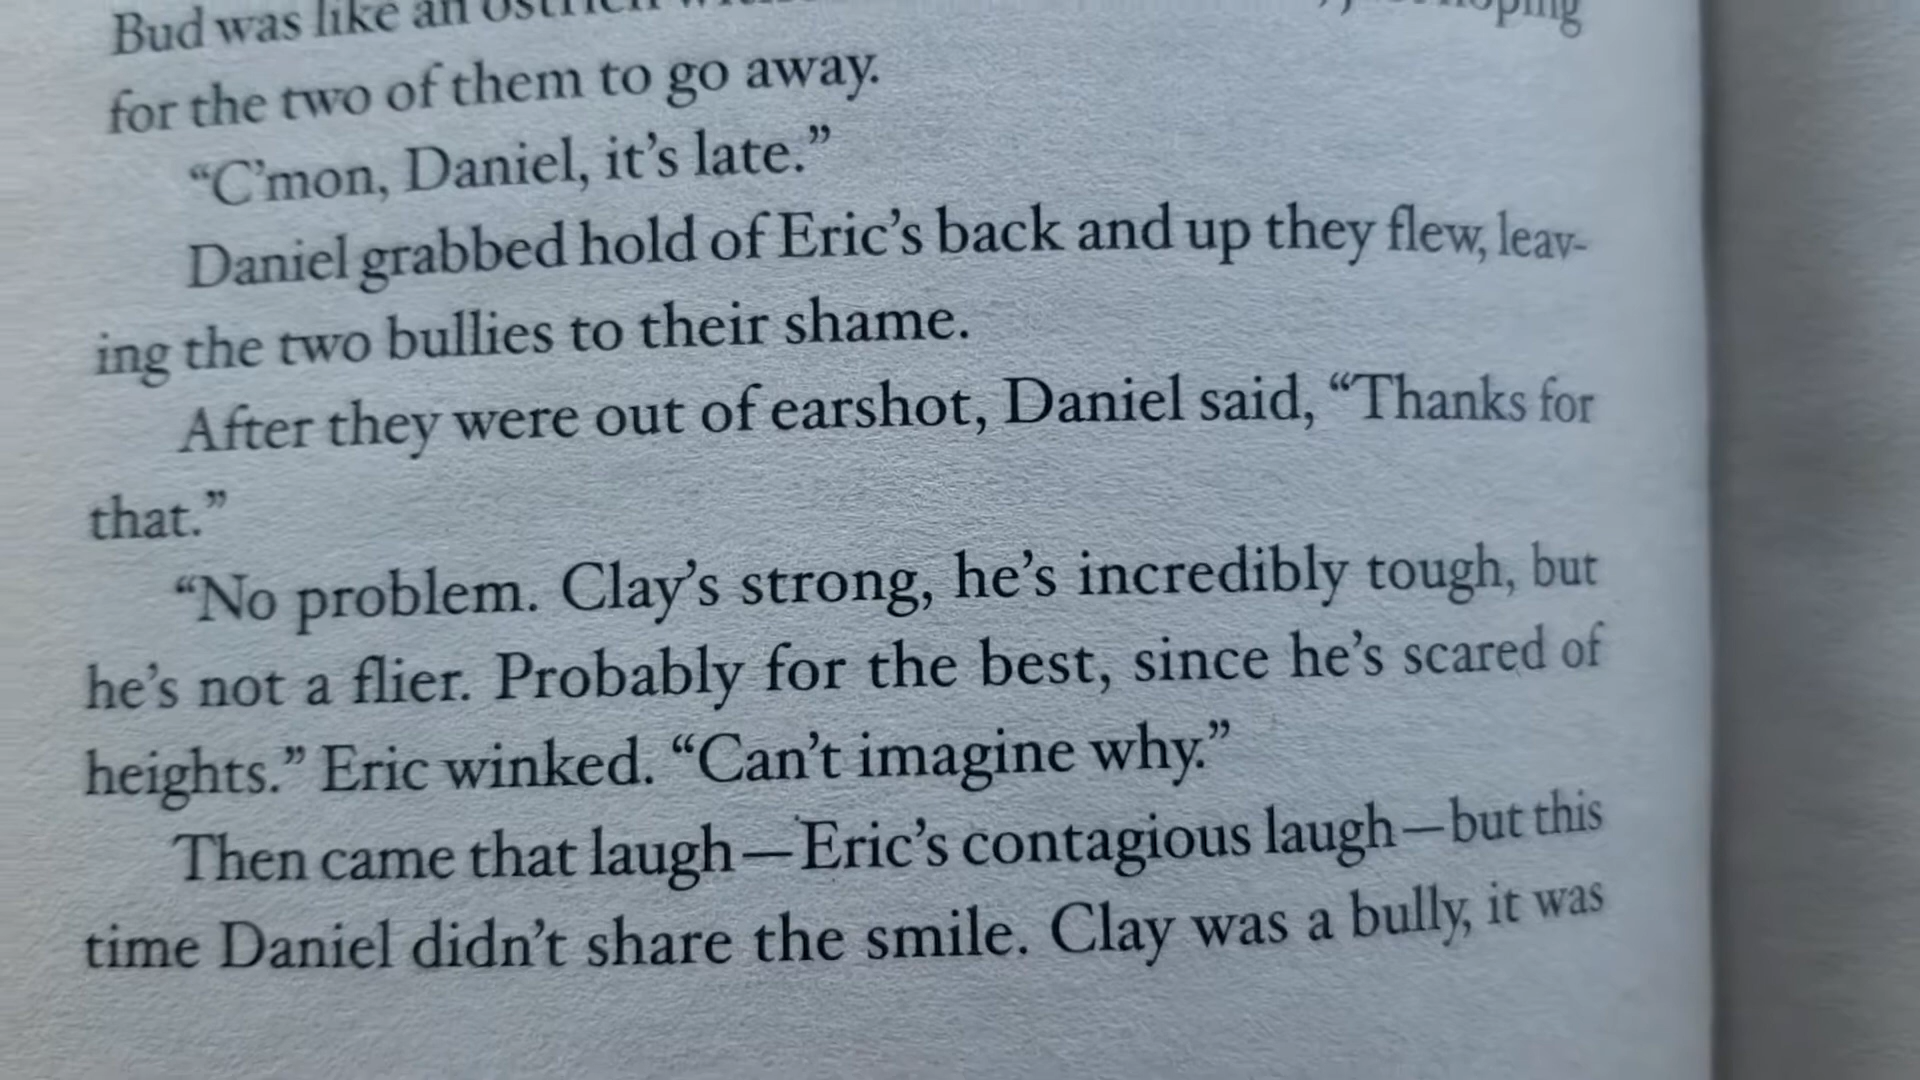 Bud was like an ostrich hoping
for the two of them to go away.
“C’mon, Daniel, it’s late.”
Daniel grabbed hold of Eric’s back and up they flew, leav-
ing the two bullies to their shame.
After they were out of earshot, Daniel said, “Thanks for
that.”
“No problem. Clay’s strong, he’s incredibly tough, but
he’s not a flier. Probably for the best, since he’s scared of
heights.” Eric winked. “Can’t imagine why.”
Then came that laugh—Eric’s contagious laugh—but this
time Daniel didn’t share the smile. Clay was a bully, it was